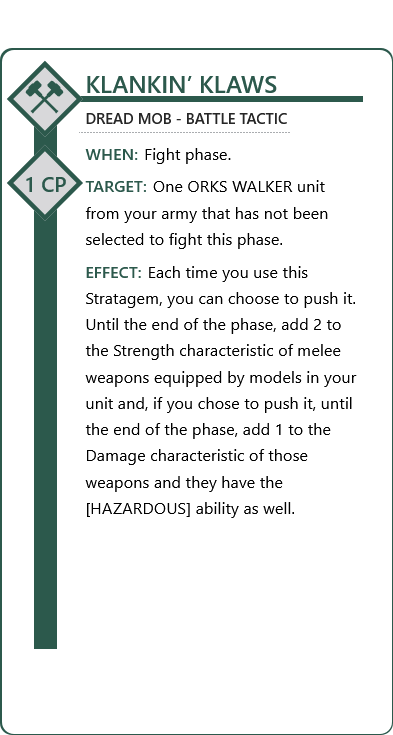 KLANKIN’ KLAWS
DREAD MOB - BATTLE TACTIC
WHEN: Fight phase.
1 CP
TARGET: One ORKS WALKER unit
from your army that has not been
selected to fight this phase.
EFFECT: Each time you use this
Stratagem, you can choose to push it.
Until the end of the phase, add 2 to
the Strength characteristic of melee
weapons equipped by models in your
unit and, if you chose to push it, until
the end of the phase, add 1 to the
Damage characteristic of those
weapons and they have the
[HAZARDOUS] ability as well.